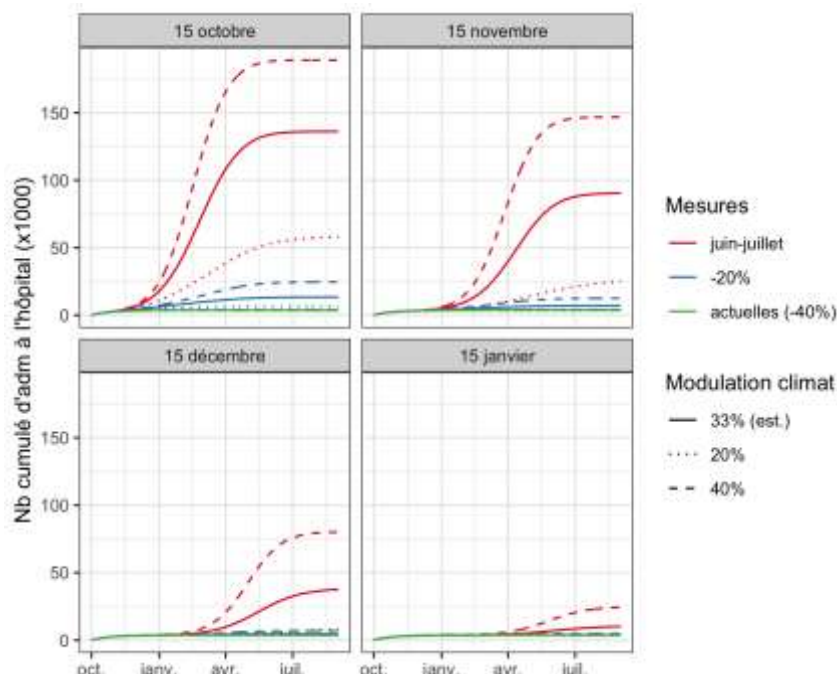 15 octobre
15 novembre
150
100
50
0
15 décembre
15 janvier
150
100
50
0
oct.
janv.
avr.
juil.
oct.
janv.
avr.
juil.
Nb cumulé d'adm à l'hôpital (x1000)
Mesures
juin-juillet
-20%
actuelles (-40%)
Modulation climat
33% (est.)
20%
40%